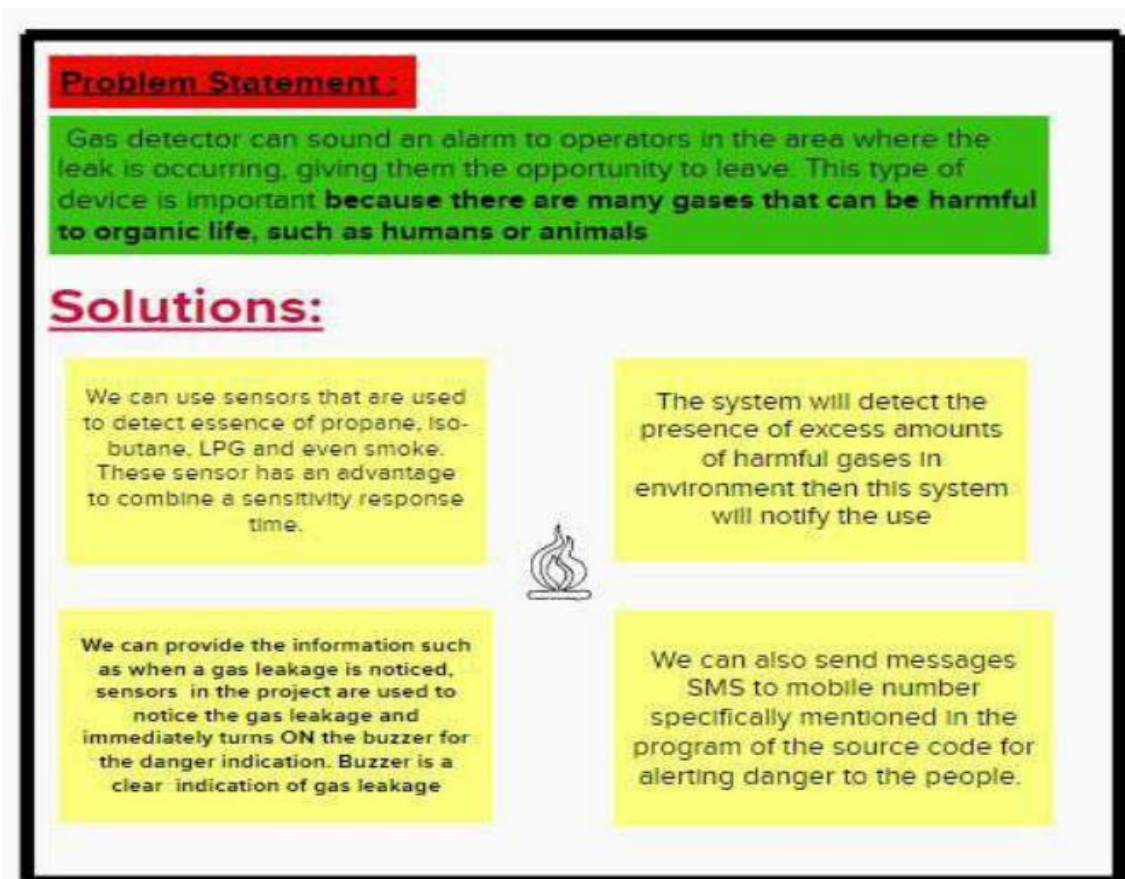 Problem Statement :
Gas detector can sound an alarm to operators in the area where the
leak is occurring, giving them the opportunity to leave. This type of
device is important because there are many gases that can be harmful
to organic life, such as humans or animals
Solutions:
We can use sensors that are used
to detect essence of propane, iso-
butane, LPG and even smoke.
These sensor has an advantage
to combine a sensitivity response
time.
The system will detect the
presence of excess amounts
of harmful gases in
environment then this system
will notify the use
We can provide the information such
as when a gas leakage is noticed,
sensors in the project are used to
notice the gas leakage and
immediately turns ON the buzzer for
the danger indication. Buzzer is a
clear indication of gas leakage
We can also send messages
SMS to mobile number
specifically mentioned in the
program of the source code for
alerting danger to the people.